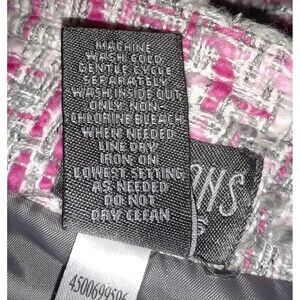 MACHINE
WASH COLD
GENTLE CYCLE
SEPARATELY
WASH INSIDE OUT
ONLY NON-
CHLORINE BLEACH
WHEN NEEDED
LINE DRY
IRON ON
LOWEST SETTING
AS NEEDED
DO NOT
DRY CLEAN
4500699506